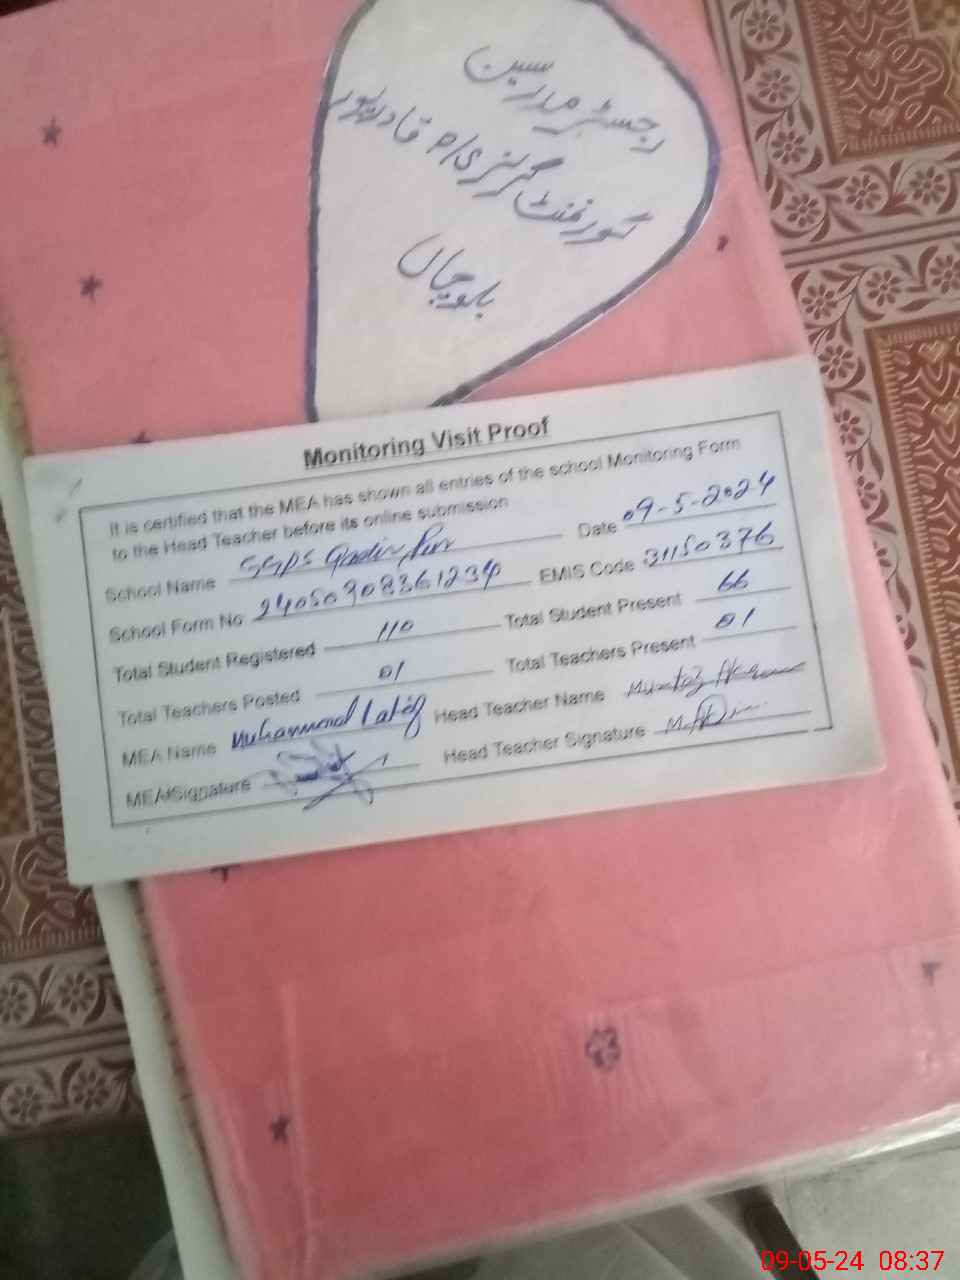 رجسٹر مدرسین
گورنمنٹ گرلز P/S قادرپور
بلوچاں
Monitoring Visit Proof
It is certified that the MEA has shown all entries of the school Monitoring Form
to the Head Teacher before its online submission
School Name GGPS Qadir Pur Date 09-5-2024
School Form No 24050908361234 EMIS Code 31150376
Total Student Registered 110 Total Student Present 66
Total Teachers Posted 01 Total Teachers Present 01
MEA Name Muhammad Latif Head Teacher Name Mumtaz
MEA Signature Head Teacher Signature
09-05-24 08:37